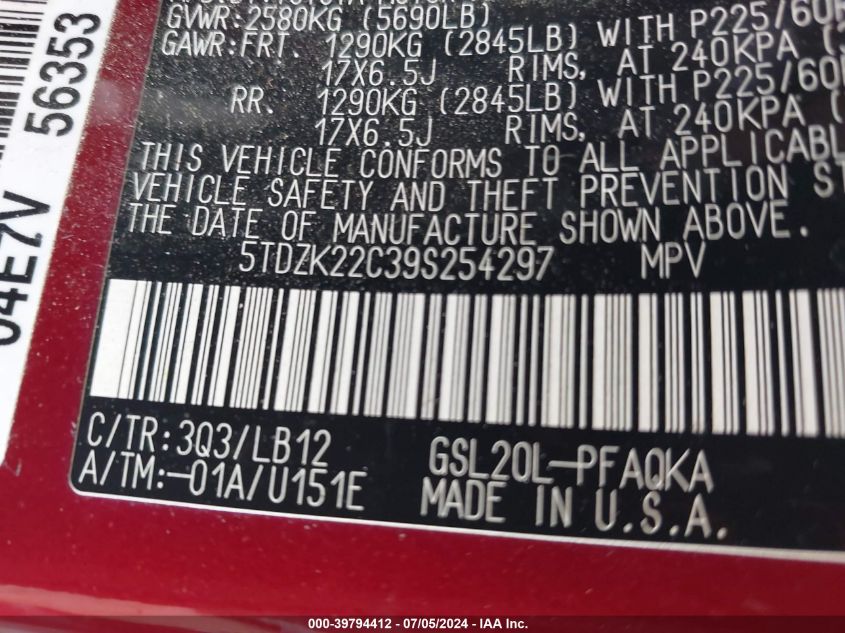 GVWR: 2580KG (5690LB)
GAWR: FRT. 1290KG (2845LB) WITH P225/60
17X6.5J RIMS, AT 240KPA
RR. 1290KG (2845LB) WITH P225/60
17X6.5J RIMS, AT 240KPA (
THIS VEHICLE CONFORMS TO ALL APPLICABL
VEHICLE SAFETY AND THEFT PREVENTION ST
THE DATE OF MANUFACTURE SHOWN ABOVE.
5TDZK22C39S254297 MPV
C/TR: 3Q3/LB12 GSL20L-PFAQKA
A/TM:-01A/U151E MADE IN U.S.A.
56353
04E7V
000-39794412 - 07/05/2024 - IAA Inc.